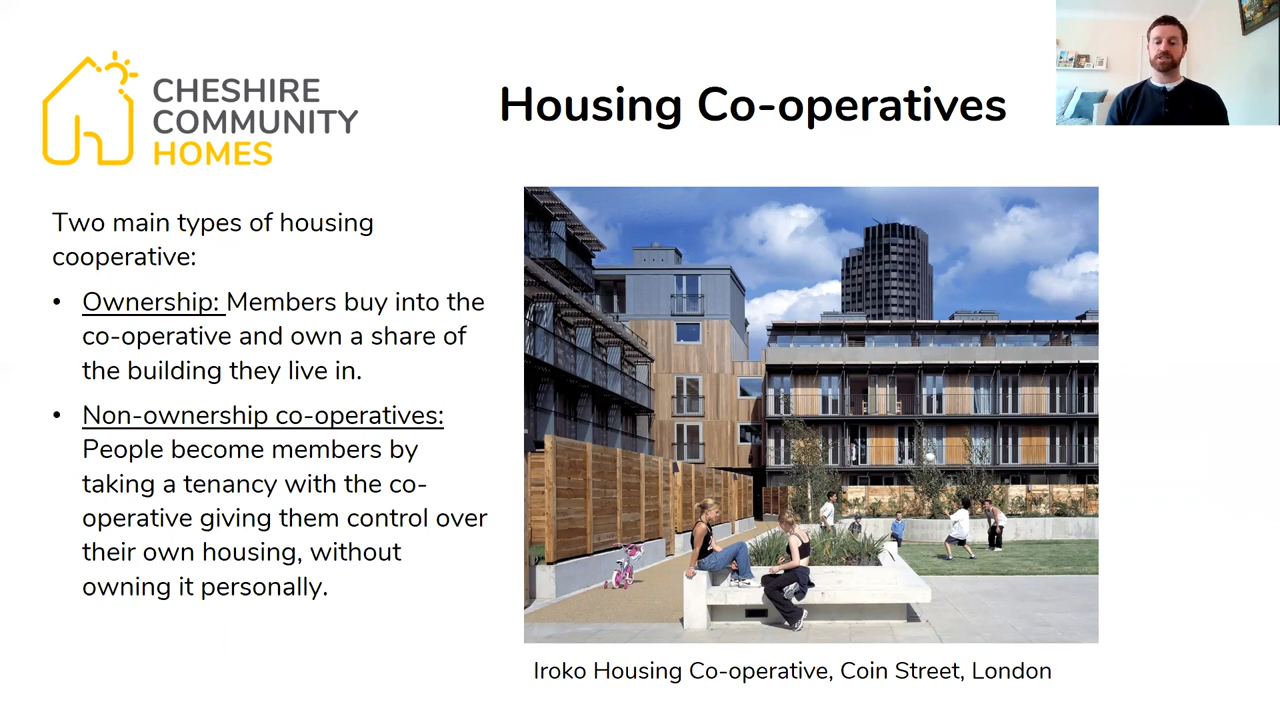 CHESHIRE
COMMUNITY
HOMES
Housing Co-operatives
Two main types of housing
cooperative:
• Ownership: Members buy into the
co-operative and own a share of
the building they live in.
• Non-ownership co-operatives:
People become members by
taking a tenancy with the co-
operative giving them control over
their own housing, without
owning it personally.
Iroko Housing Co-operative, Coin Street, London